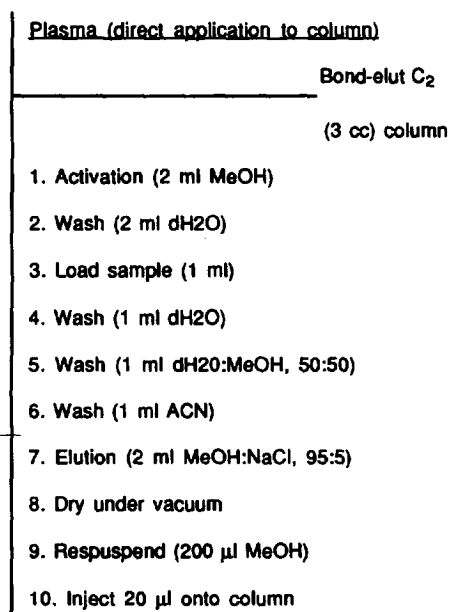 Plasma (direct application to column)
Bond-elut C₂
(3 cc) column
1. Activation (2 ml MeOH)
2. Wash (2 ml dH2O)
3. Load sample (1 ml)
4. Wash (1 ml dH2O)
5. Wash (1 ml dH20:MeOH, 50:50)
6. Wash (1 ml ACN)
7. Elution (2 ml MeOH:NaCl, 95:5)
8. Dry under vacuum
9. Respuspend (200 µl MeOH)
10. Inject 20 µl onto column